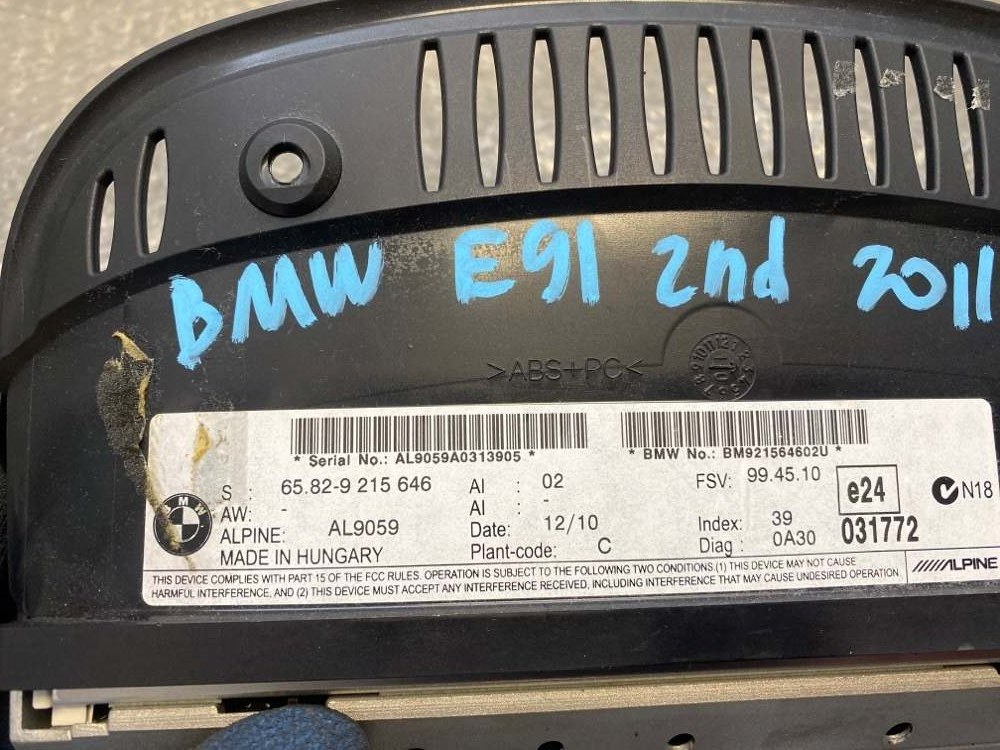 BMW E91 2nd 2011
>ABS+PC<
* Serial No.: AL9059A0313905 *
* BMW No.: BM921564602U *
S : 65.82-9 215 646
AW: -
ALPINE: AL9059
MADE IN HUNGARY
AI : 02
AI : -
Date: 12/10
Plant-code: C
FSV: 99.45.10
Index: 39
Diag : 0A30
e24
031772
N18
BMW
THIS DEVICE COMPLIES WITH PART 15 OF THE FCC RULES. OPERATION IS SUBJECT TO THE FOLLOWING TWO CONDITIONS.(1) THIS DEVICE MAY NOT CAUSE
HARMFUL INTERFERENCE, AND (2) THIS DEVICE MUST ACCEPT ANY INTERFERENCE RECEIVED, INCLUDING INTERFERENCE THAT MAY CAUSE UNDESIRED OPERATION
ALPINE